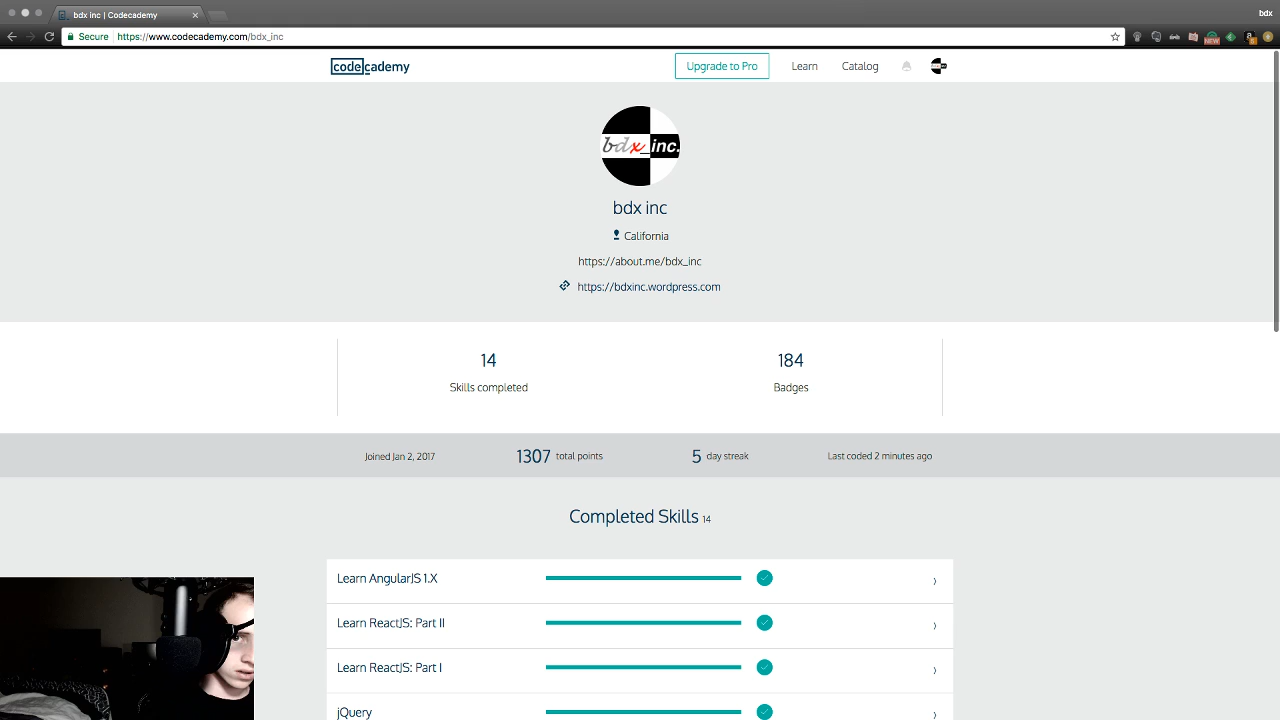 bdx inc | Codecademy
bdx
Secure
https://www.codecademy.com/bdx_inc
NEW
codecademy
Upgrade to Pro
Learn
Catalog
bdx_inc.
bdx inc
California
https://about.me/bdx_inc
https://bdxinc.wordpress.com
14
Skills completed
184
Badges
Joined Jan 2, 2017
1307 total points
5 day streak
Last coded 2 minutes ago
Completed Skills 14
Learn AngularJS 1.X
Learn ReactJS: Part II
Learn ReactJS: Part I
jQuery